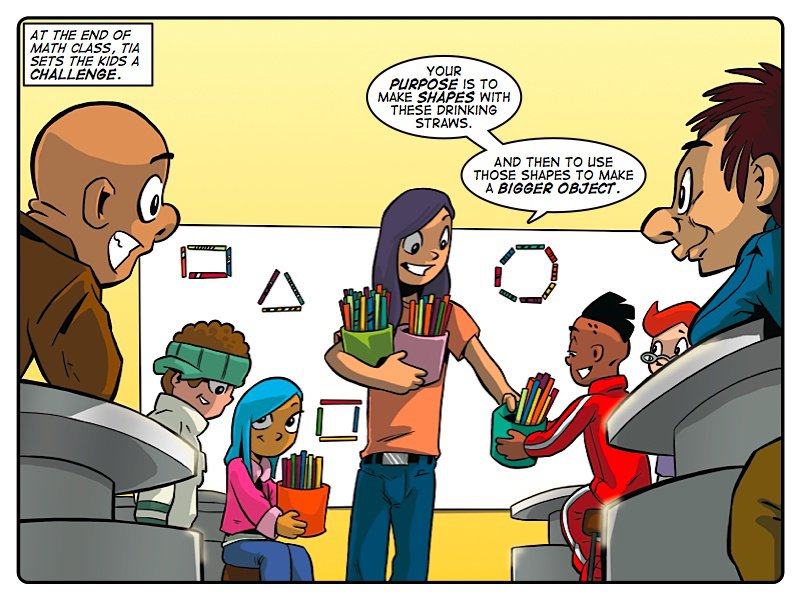 AT THE END OF
MATH CLASS, TIA
SETS THE KIDS A
CHALLENGE.
YOUR
PURPOSE IS TO
MAKE SHAPES WITH
THESE DRINKING
STRAWS.
AND THEN TO USE
THOSE SHAPES TO MAKE
A BIGGER OBJECT.